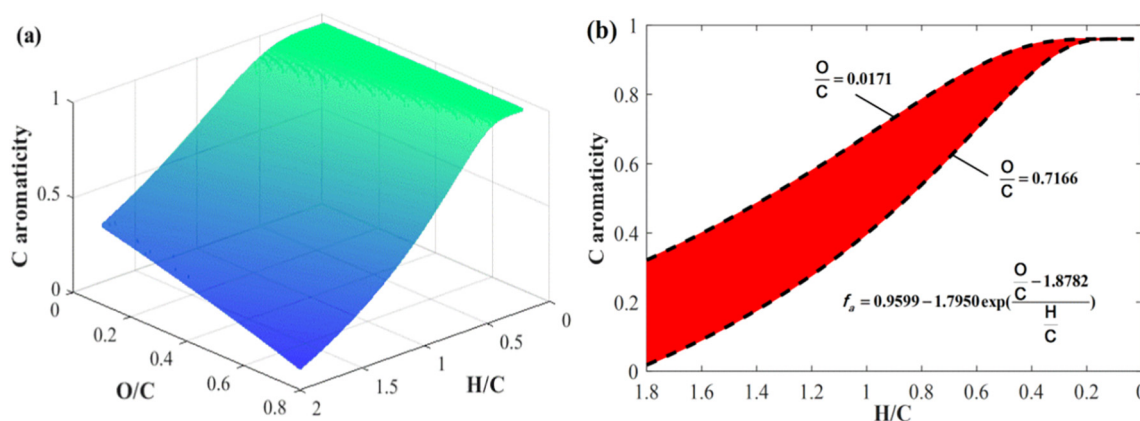 (a)
1
0.5
0
C aromaticity
0
0.2
0.4
0.6
0.8
O/C
2
1.5
1
0.5
0
H/C
(b)
1
0.8
0.6
0.4
0.2
0
C aromaticity
O/C = 0.0171
O/C = 0.7166
f_a = 0.9599 − 1.7950 exp((O/C − 1.8782)/(H/C))
1.8 1.6 1.4 1.2 1 0.8 0.6 0.4 0.2 0
H/C